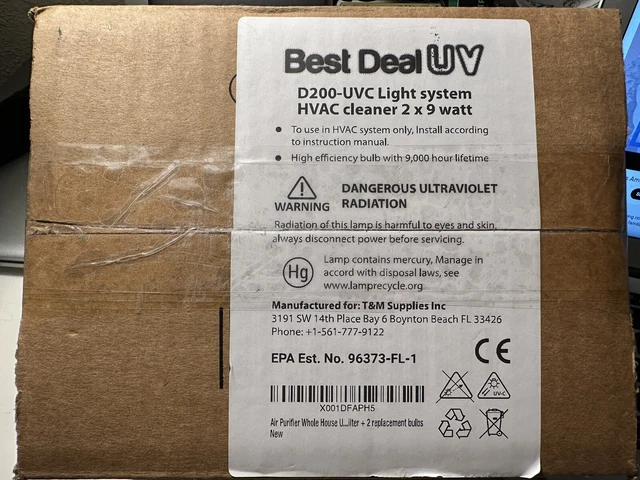 Best Deal UV
D200-UVC Light system
HVAC cleaner 2 x 9 watt
• To use in HVAC system only, Install according
to instruction manual.
• High efficiency bulb with 9,000 hour lifetime
WARNING
DANGEROUS ULTRAVIOLET
RADIATION
Radiation of this lamp is harmful to eyes and skin,
always disconnect power before servicing.
Hg
Lamp contains mercury, Manage in
accord with disposal laws, see
www.lamprecycle.org
Manufactured for: T&M Supplies Inc
3191 SW 14th Place Bay 6 Boynton Beach FL 33426
Phone: +1-561-777-9122
EPA Est. No. 96373-FL-1
CE
UV-C
X001DFAPH5
Air Purifier Whole House U...ilter + 2 replacement bulbs
New